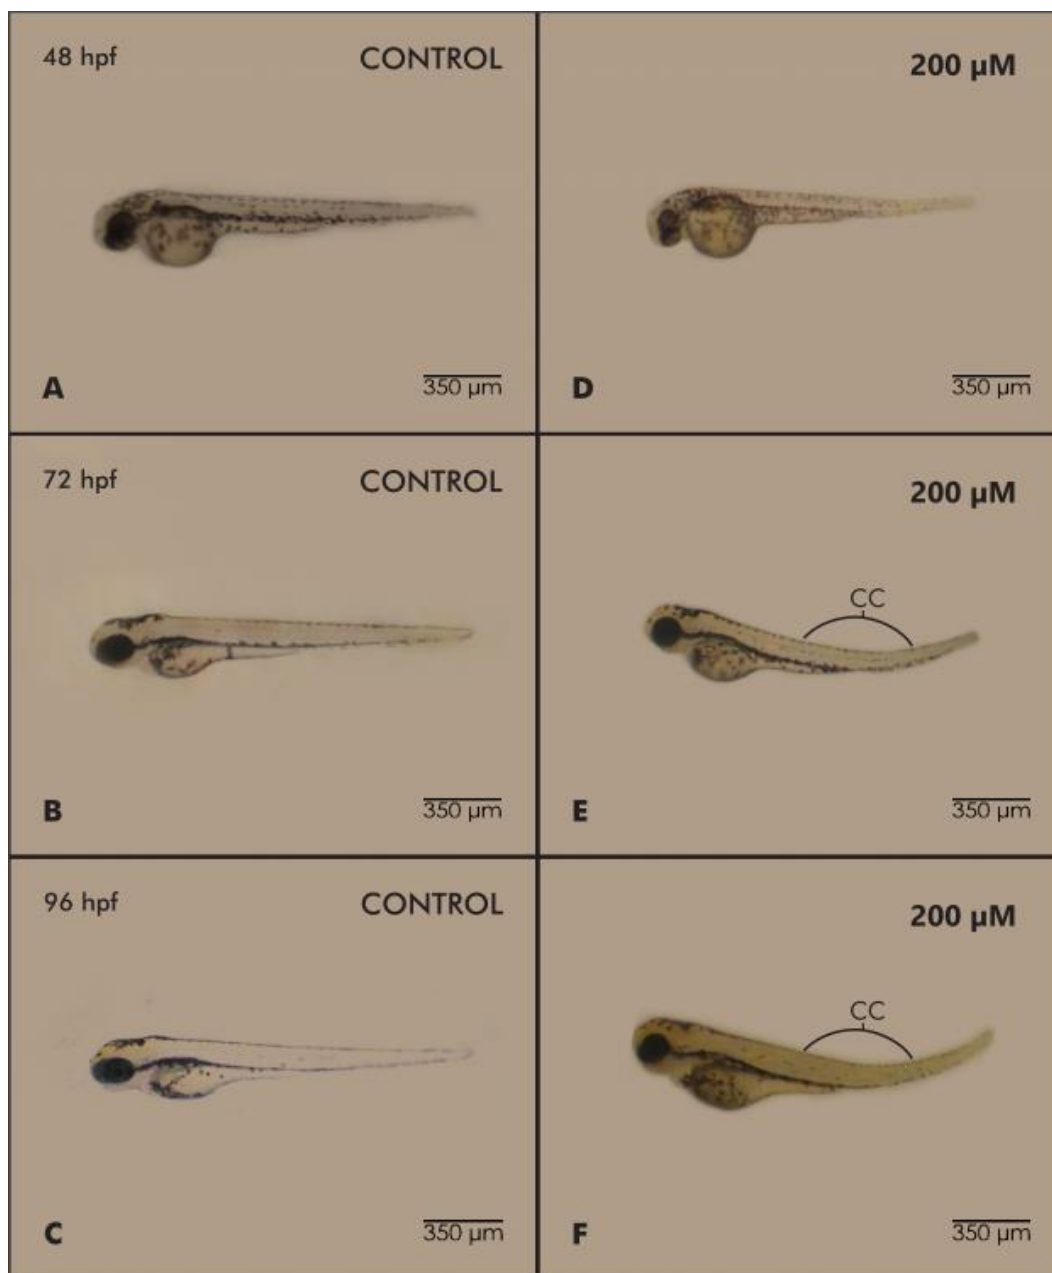 48 hpf CONTROL
A 350 µm
200 µM
D 350 µm
72 hpf CONTROL
B 350 µm
200 µM
CC
E 350 µm
96 hpf CONTROL
C 350 µm
200 µM
CC
F 350 µm